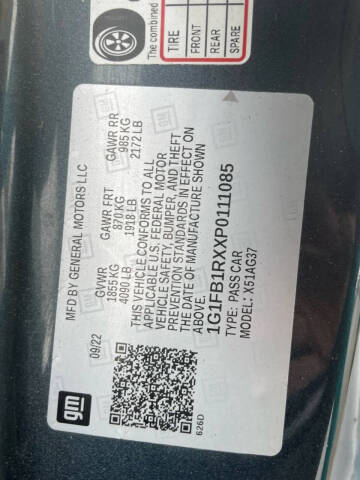 The combined
TIRE
FRONT
REAR
SPARE
MFD BY GENERAL MOTORS LLC
09/22
GVWR GAWR FRT GAWR RR
1855 KG 870 KG 985 KG
4090 LB 1918 LB 2172 LB
THIS VEHICLE CONFORMS TO ALL
APPLICABLE U.S. FEDERAL MOTOR
VEHICLE SAFETY, BUMPER, AND THEFT
PREVENTION STANDARDS IN EFFECT ON
THE DATE OF MANUFACTURE SHOWN
ABOVE.
1G1FB1RXXP0111085
TYPE: PASS CAR
MODEL: X51AG37
gm
626D